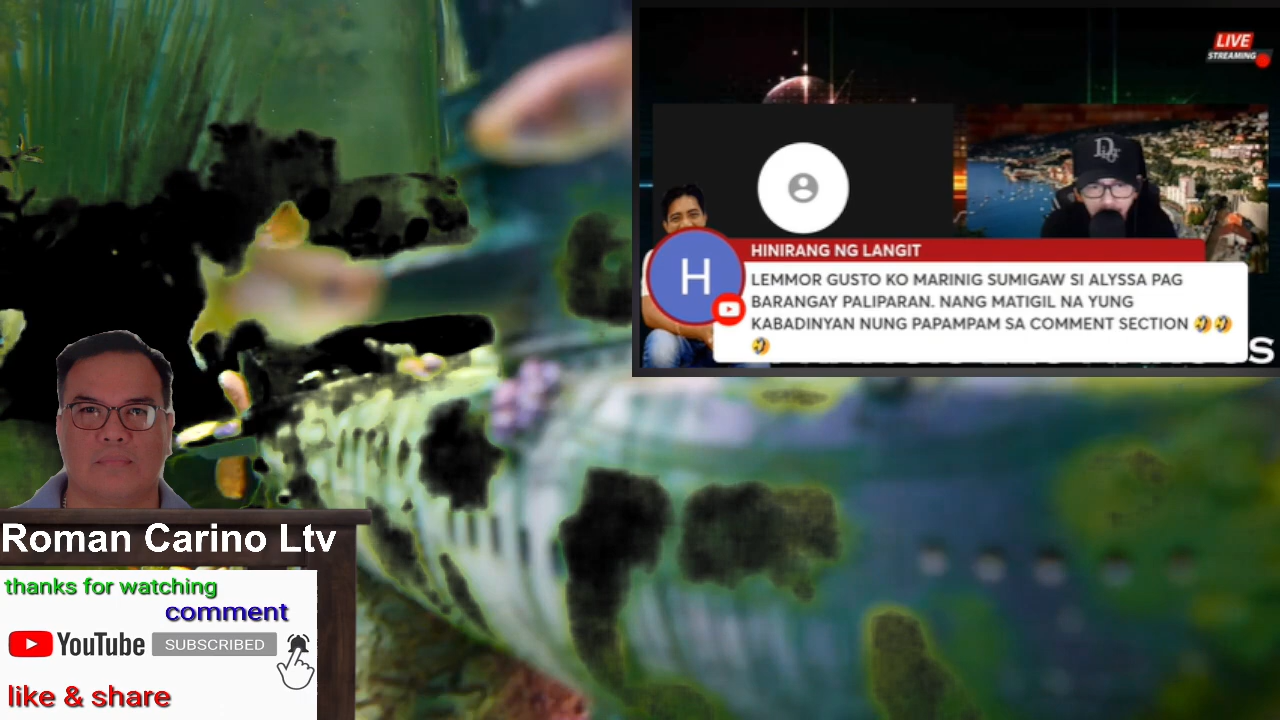 LIVE
STREAMING
Dior
HINIRANG NG LANGIT
H
LEMMOR GUSTO KO MARINIG SUMIGAW SI ALYSSA PAG
BARANGAY PALIPARAN. NANG MATIGIL NA YUNG
KABADINYAN NUNG PAPAMPAM SA COMMENT SECTION 🤣🤣
🤣
Roman Carino Ltv
thanks for watching
comment
YouTube SUBSCRIBED
like & share